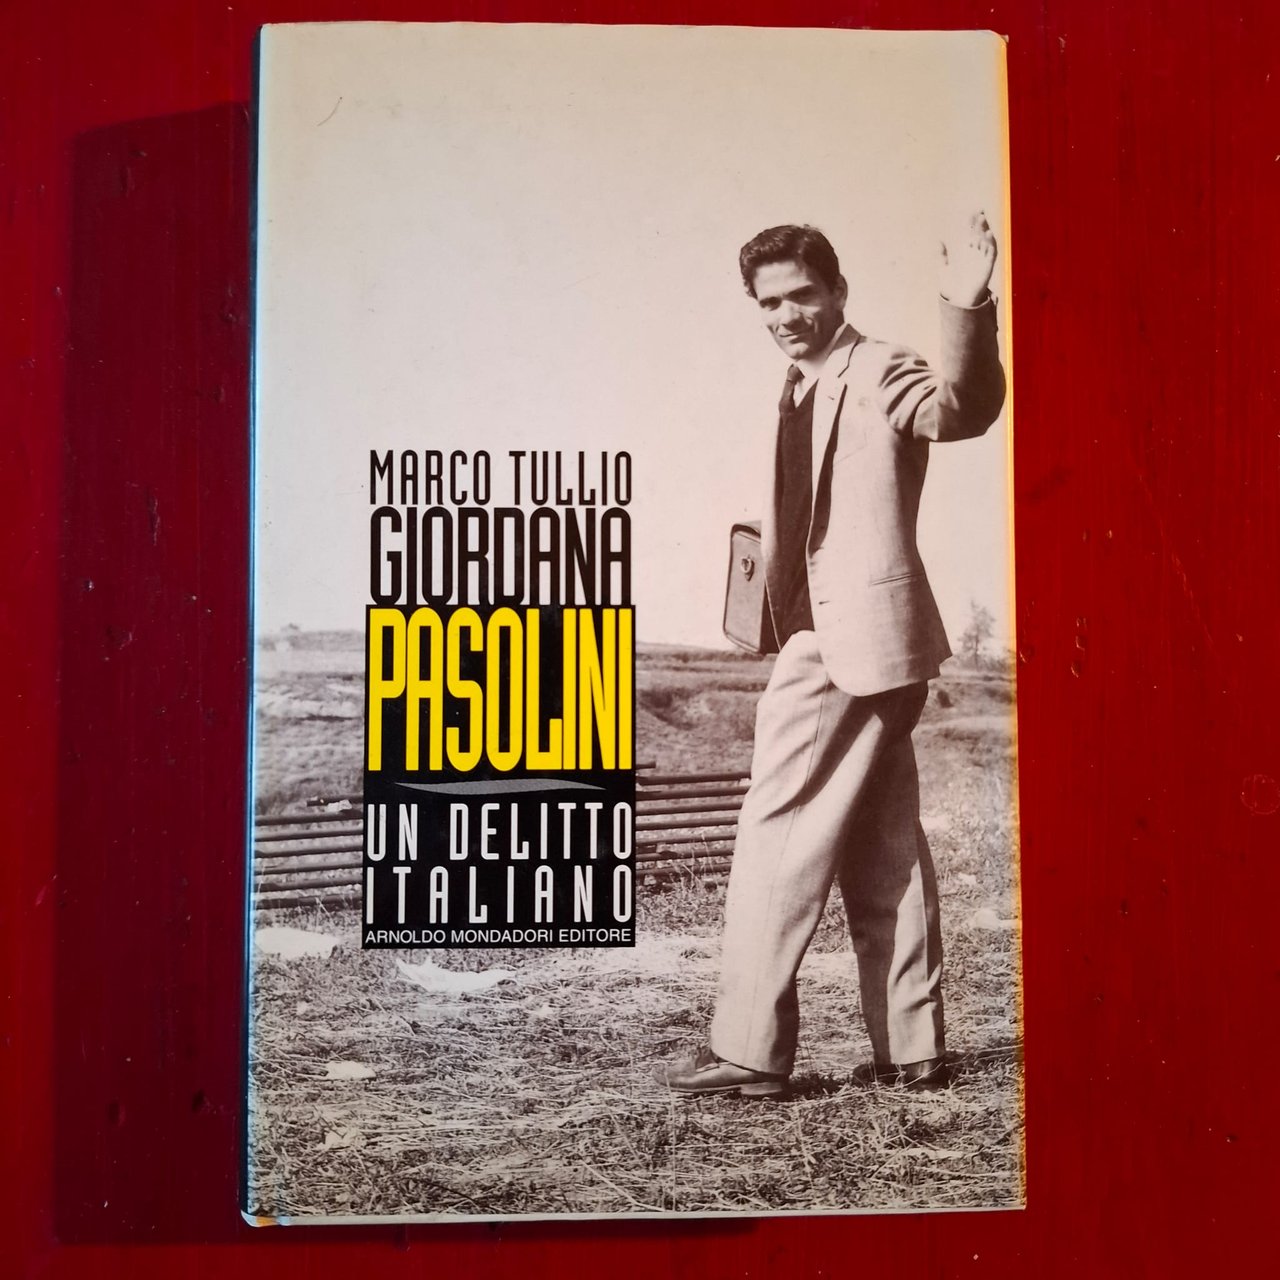 MARCO TULLIO
GIORDANA
PASOLINI
UN DELITTO
ITALIANO
ARNOLDO MONDADORI EDITORE